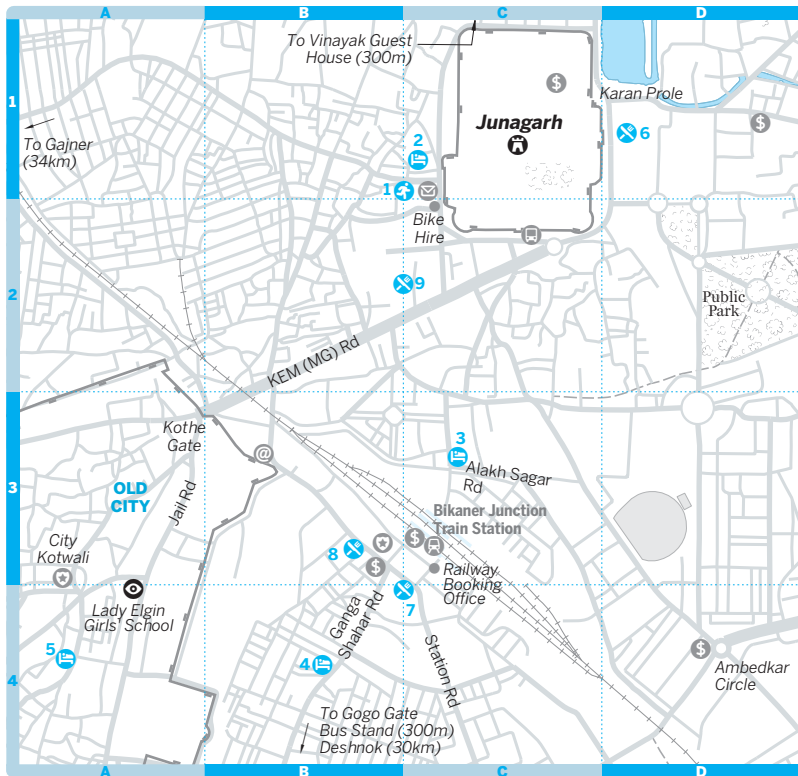 A
B
C
D
To Vinayak Guest
House (300m)
$
Karan Prole
1
Junagarh
$
6
To Gajner
(34km)
2
1
Bike
Hire
2
9
Public
Park
KEM (MG) Rd
Kothe
Gate
@
3
3
Alakh Sagar
Rd
OLD
CITY
Jail Rd
Bikaner Junction
Train Station
City
Kotwali
8
$
$
Railway
Booking
Office
Lady Elgin
Girls' School
7
Ganga
Shahar Rd
Station Rd
5
4
4
$
Ambedkar
Circle
To Gogo Gate
Bus Stand (300m)
Deshnok (30km)
A
B
C
D